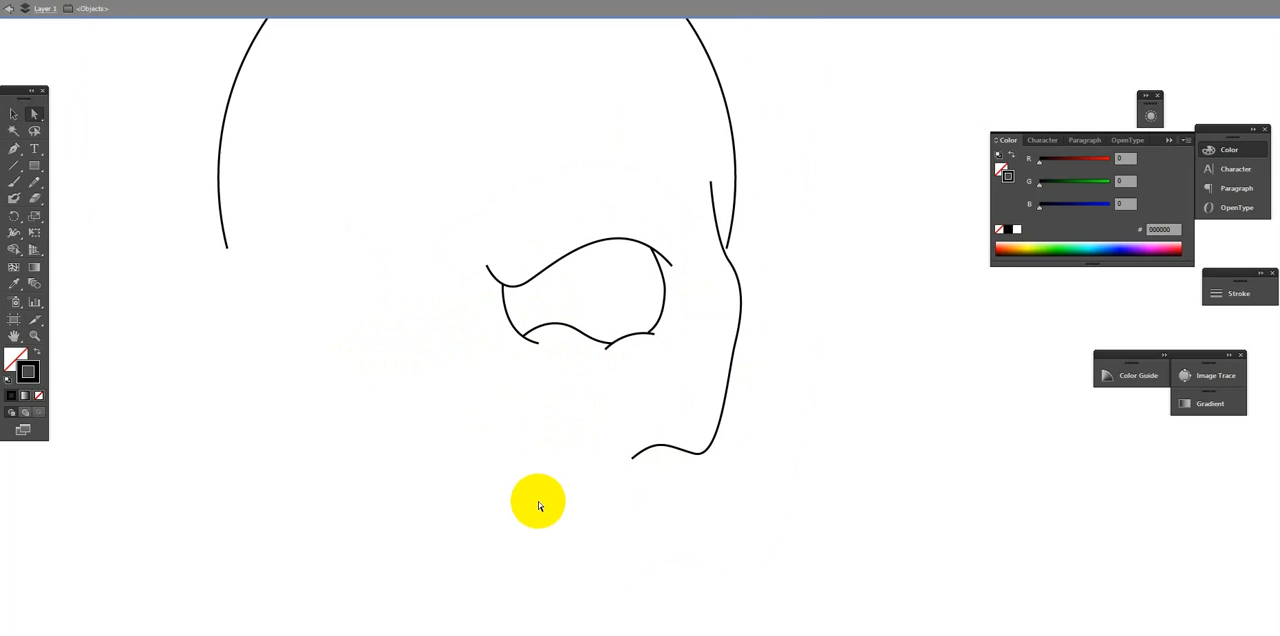 Layer 1 <Objects>
Color Character Paragraph OpenType
R 0
G 0
B 0
# 000000
Color
Character
Paragraph
OpenType
Stroke
Color Guide
Image Trace
Gradient